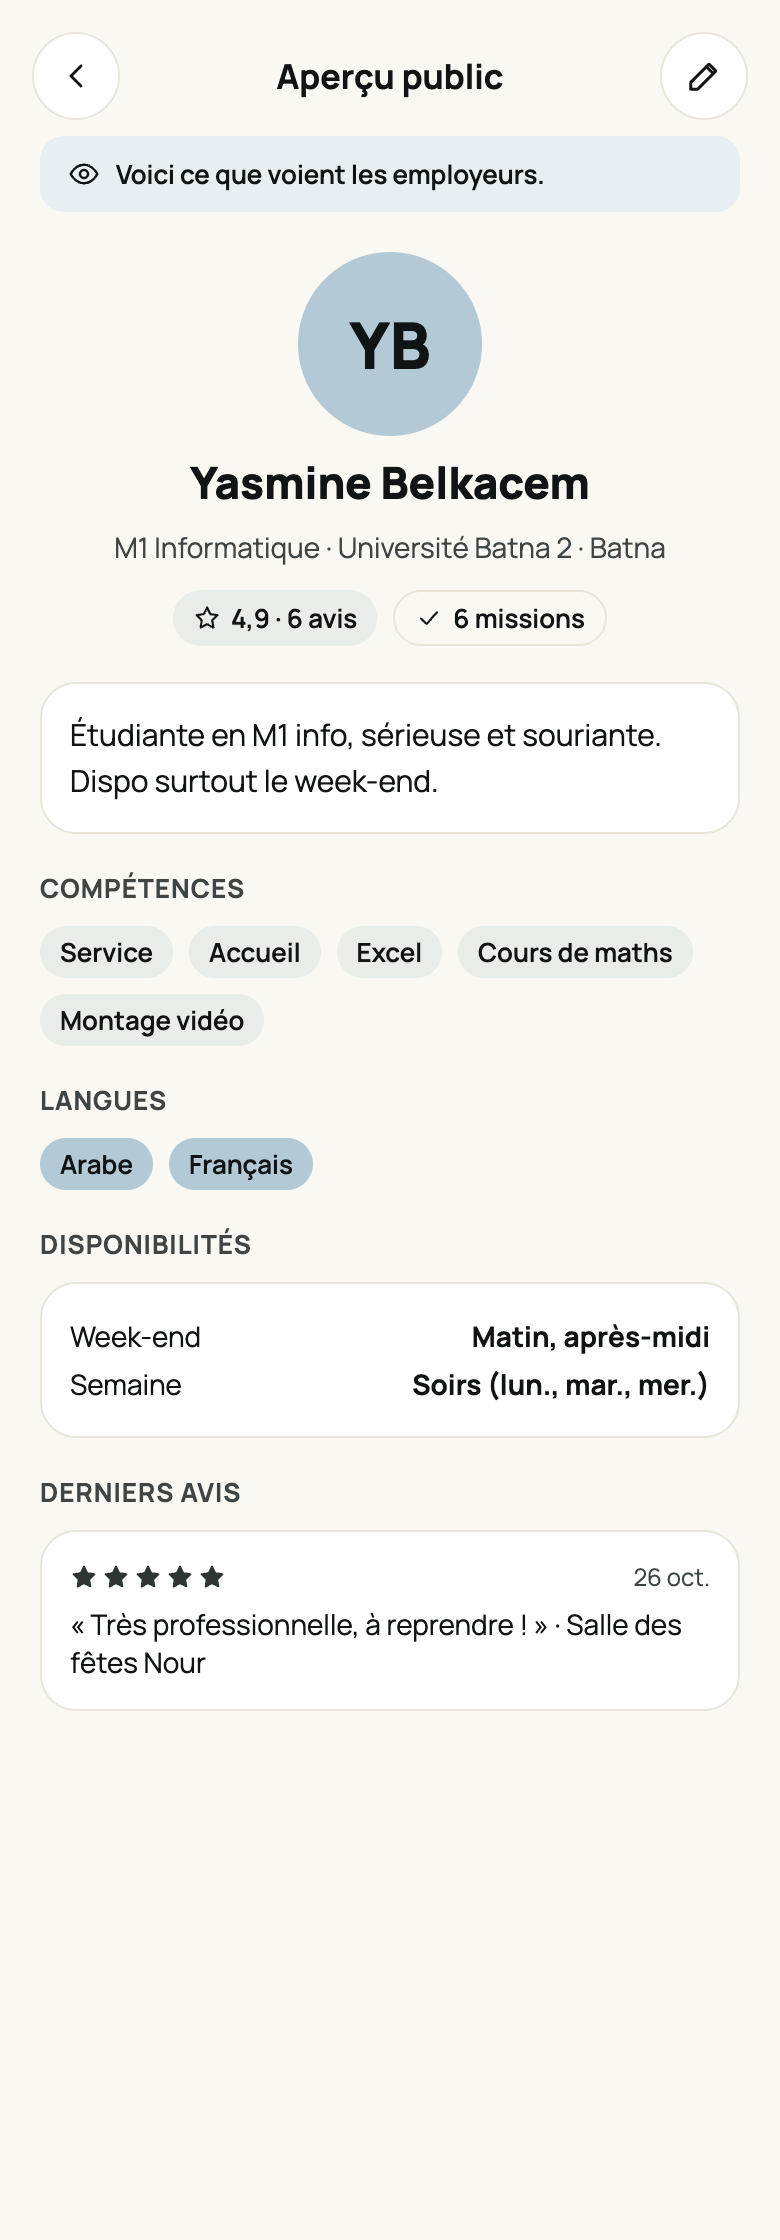 Aperçu public
Voici ce que voient les employeurs.
YB
Yasmine Belkacem
M1 Informatique · Université Batna 2 · Batna
4,9 · 6 avis
6 missions
Étudiante en M1 info, sérieuse et souriante.
Dispo surtout le week-end.
COMPÉTENCES
Service
Accueil
Excel
Cours de maths
Montage vidéo
LANGUES
Arabe
Français
DISPONIBILITÉS
Week-end
Matin, après-midi
Semaine
Soirs (lun., mar., mer.)
DERNIERS AVIS
26 oct.
« Très professionnelle, à reprendre ! » · Salle des
fêtes Nour